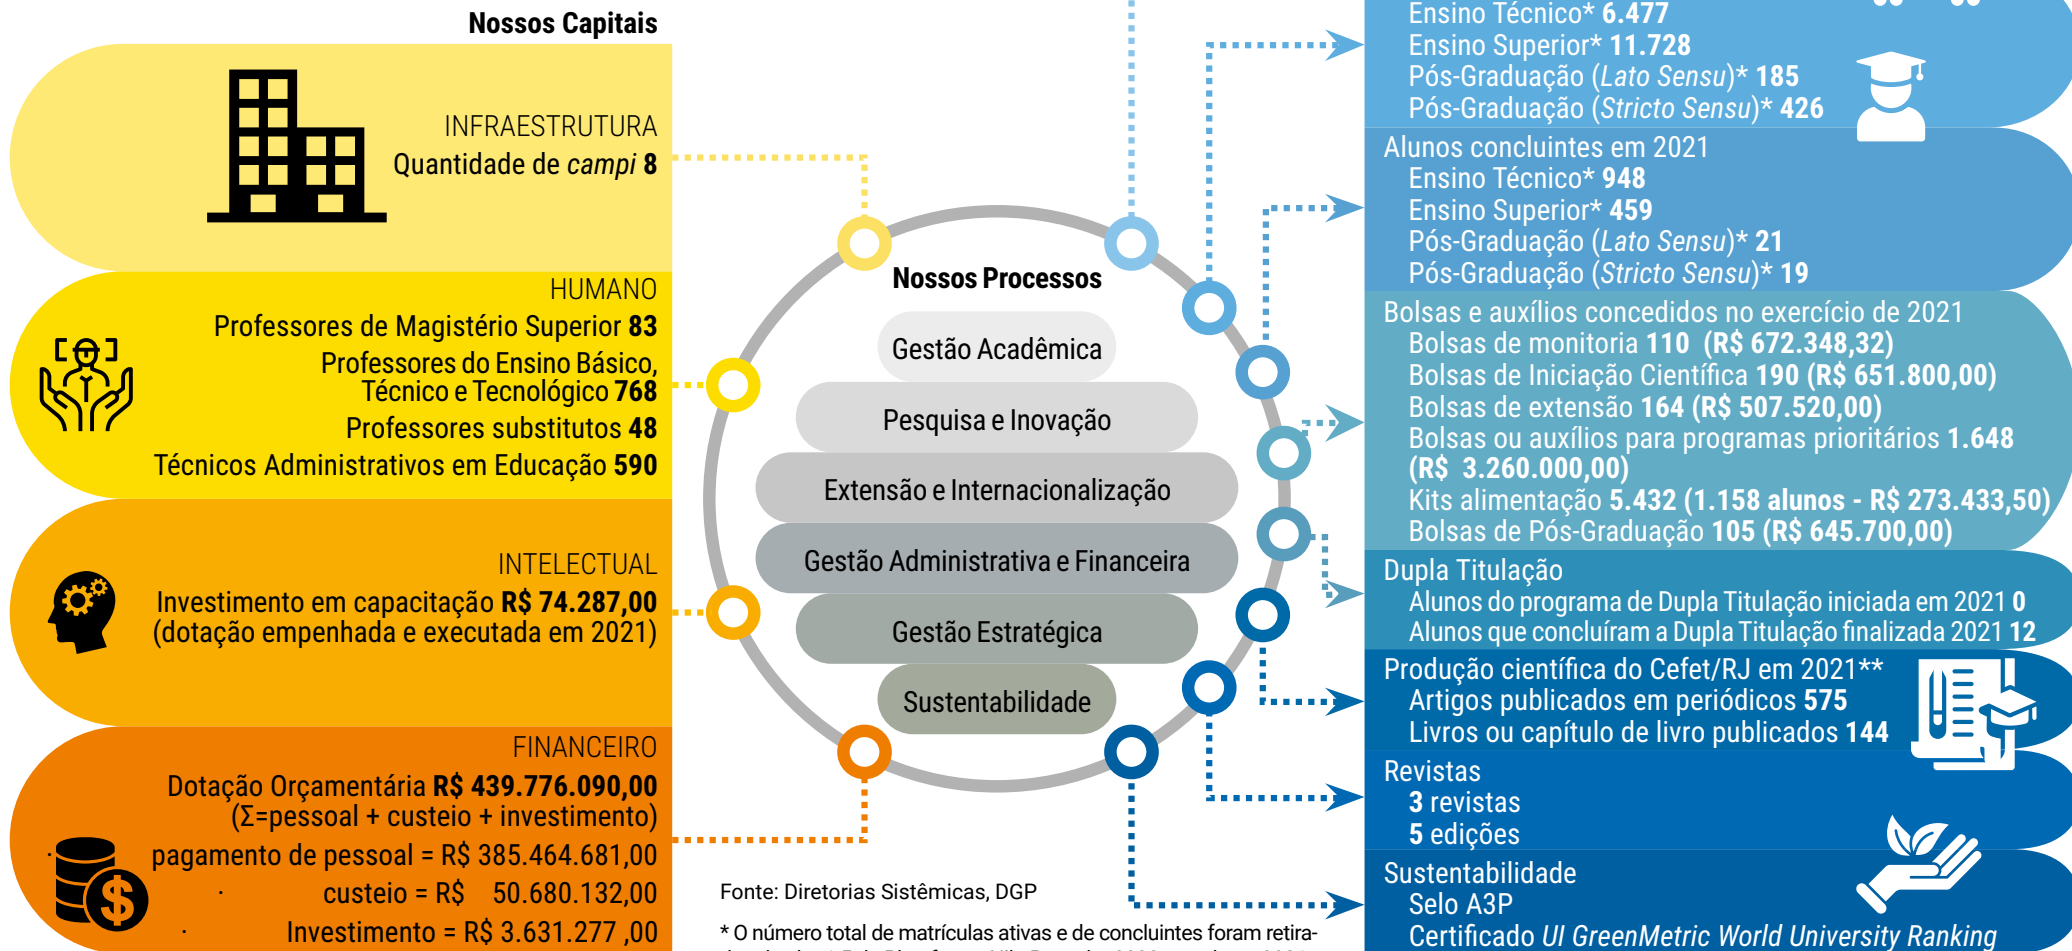 Nossos Capitais
INFRAESTRUTURA
Quantidade de campi 8
HUMANO
Professores de Magistério Superior 83
Professores do Ensino Básico,
Técnico e Tecnológico 768
Professores substitutos 48
Técnicos Administrativos em Educação 590
INTELECTUAL
Investimento em capacitação R$ 74.287,00
(dotação empenhada e executada em 2021)
FINANCEIRO
Dotação Orçamentária R$ 439.776.090,00
(Σ=pessoal + custeio + investimento)
pagamento de pessoal = R$ 385.464.681,00
custeio = R$ 50.680.132,00
Investimento = R$ 3.631.277 ,00
Nossos Processos
Gestão Acadêmica
Pesquisa e Inovação
Extensão e Internacionalização
Gestão Administrativa e Financeira
Gestão Estratégica
Sustentabilidade
Fonte: Diretorias Sistêmicas, DGP
* O número total de matrículas ativas e de concluintes foram retira-
Ensino Técnico* 6.477
Ensino Superior* 11.728
Pós-Graduação (Lato Sensu)* 185
Pós-Graduação (Stricto Sensu)* 426
Alunos concluintes em 2021
Ensino Técnico* 948
Ensino Superior* 459
Pós-Graduação (Lato Sensu)* 21
Pós-Graduação (Stricto Sensu)* 19
Bolsas e auxílios concedidos no exercício de 2021
Bolsas de monitoria 110 (R$ 672.348,32)
Bolsas de Iniciação Científica 190 (R$ 651.800,00)
Bolsas de extensão 164 (R$ 507.520,00)
Bolsas ou auxílios para programas prioritários 1.648
(R$ 3.260.000,00)
Kits alimentação 5.432 (1.158 alunos - R$ 273.433,50)
Bolsas de Pós-Graduação 105 (R$ 645.700,00)
Dupla Titulação
Alunos do programa de Dupla Titulação iniciada em 2021 0
Alunos que concluíram a Dupla Titulação finalizada 2021 12
Produção científica do Cefet/RJ em 2021**
Artigos publicados em periódicos 575
Livros ou capítulo de livro publicados 144
Revistas
3 revistas
5 edições
Sustentabilidade
Selo A3P
Certificado UI GreenMetric World University Ranking